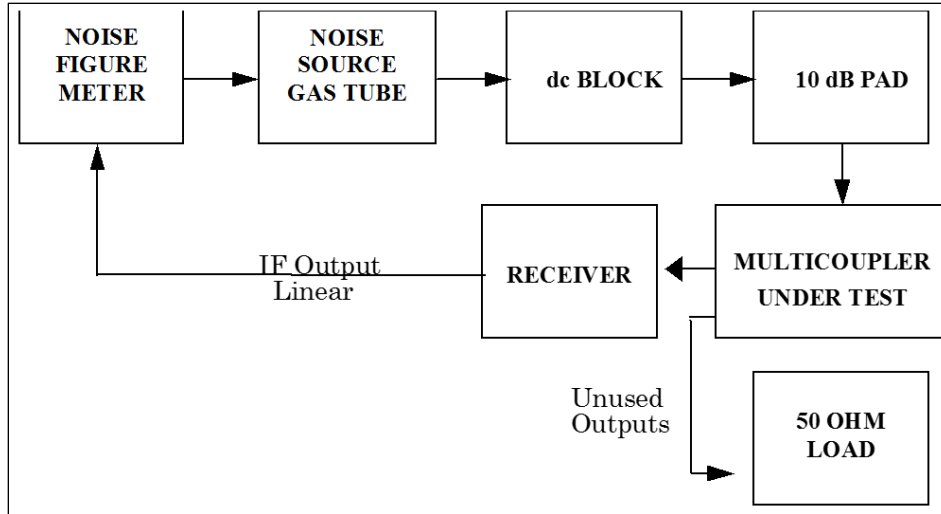 NOISE
FIGURE
METER
NOISE
SOURCE
GAS TUBE
dc BLOCK
10 dB PAD
IF Output
Linear
RECEIVER
MULTICOUPLER
UNDER TEST
Unused
Outputs
50 OHM
LOAD